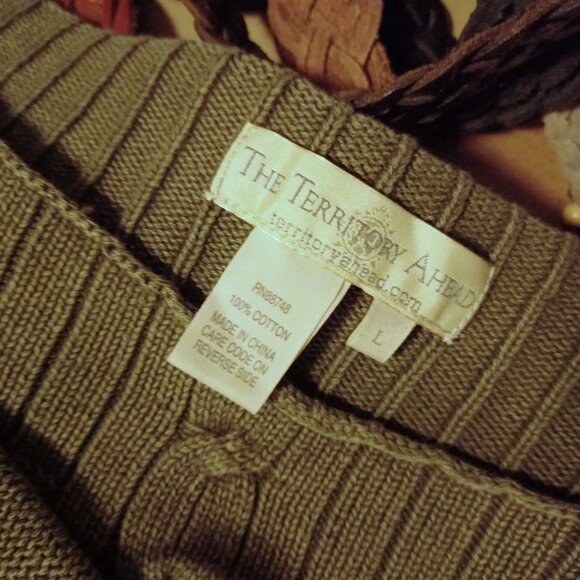 THE TERRITORY AHEAD
territoryahead.com
L
RN88748
100% COTTON
MADE IN CHINA
CARE CODE ON
REVERSE SIDE